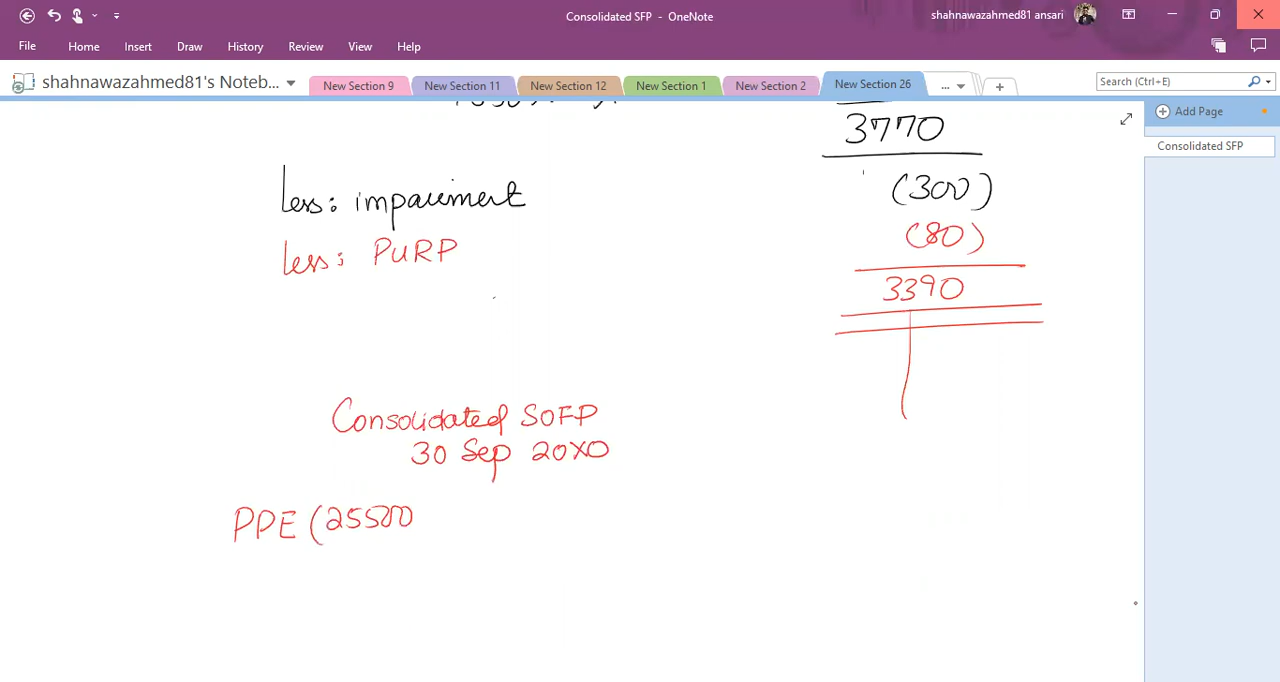 Consolidated SFP - OneNote
shahnawazahmed81 ansari
File Home Insert Draw History Review View Help
shahnawazahmed81's Noteb... New Section 9 New Section 11 New Section 12 New Section 1 New Section 2 New Section 26 ... Search (Ctrl+E)
Add Page
Consolidated SFP
3770
less: impairment (300)
less: PURP (80)
3390
Consolidated SOFP
30 Sep 20X0
PPE (25500